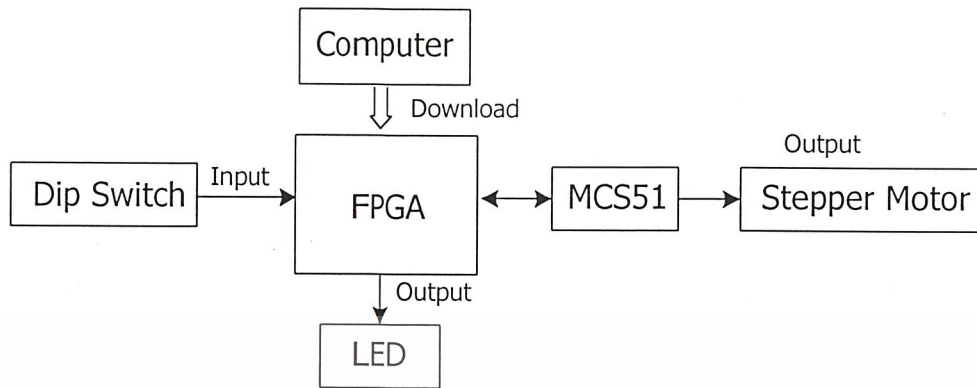 Computer
Download
Output
Dip Switch
Input
FPGA
MCS51
Stepper Motor
Output
LED